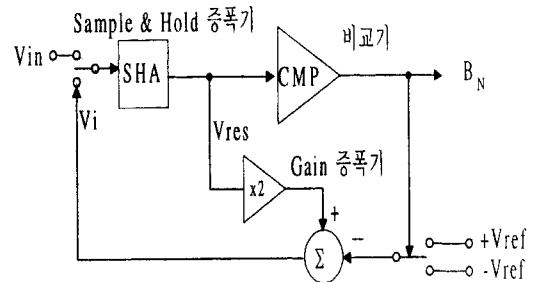 Sample & Hold 증폭기
비교기
Vin
SHA
CMP
B_N
Vi
Vres
Gain 증폭기
x2
+
−
Σ
+Vref
-Vref